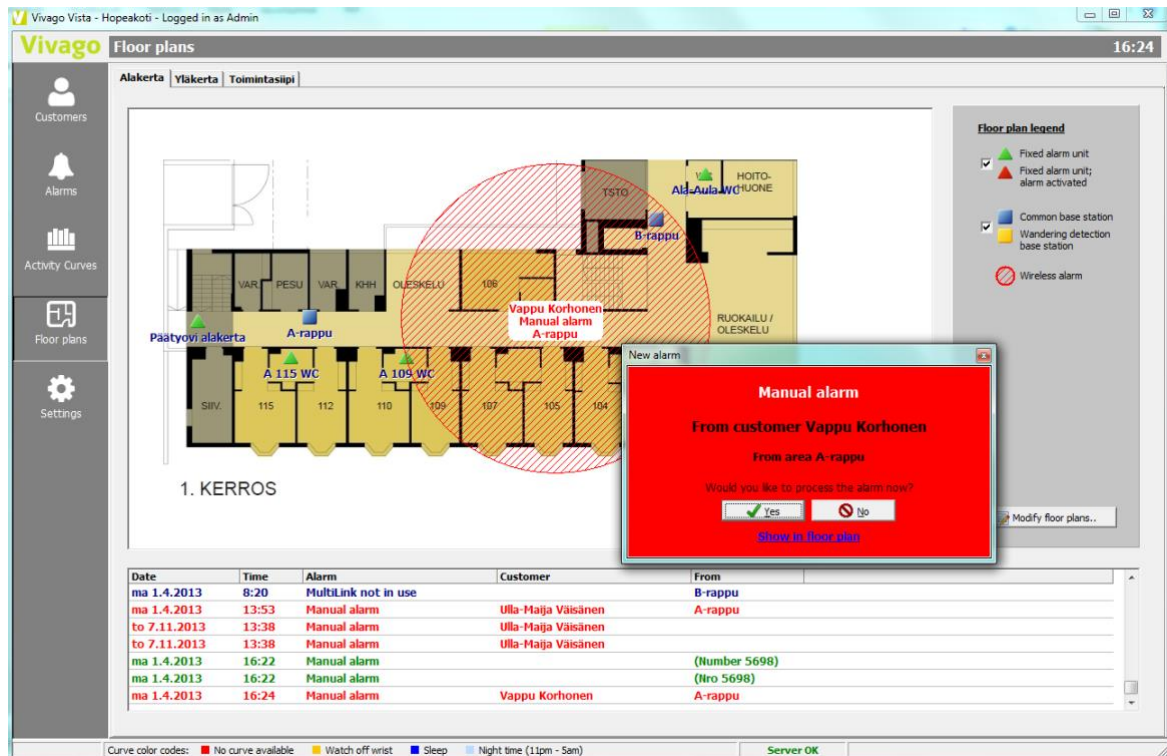 Vivago Vista - Hopeakoti - Logged in as Admin
Vivago Floor plans 16:24
Alakerta Yläkerta Toimintasiipi
Customers
Alarms
Activity Curves
Floor plans
Settings
TSTO
HOITO-
HUONE
Ala-Aula WC
B-rappu
VAR. PESU VAR. KHH OLESKELU 106
Vappu Korhonen
Manual alarm
A-rappu
RUOKAILU /
OLESKELU
Päätyovi alakerta A-rappu
A 115 WC A 109 WC
SIIV. 115 112 110 109 107 105 104
1. KERROS
Floor plan legend
Fixed alarm unit
Fixed alarm unit;
alarm activated
Common base station
Wandering detection
base station
Wireless alarm
Modify floor plans..
New alarm
Manual alarm
From customer Vappu Korhonen
From area A-rappu
Would you like to process the alarm now?
Yes No
Show in floor plan
Date Time Alarm Customer From
ma 1.4.2013 8:20 MultiLink not in use B-rappu
ma 1.4.2013 13:53 Manual alarm Ulla-Maija Väisänen A-rappu
to 7.11.2013 13:38 Manual alarm Ulla-Maija Väisänen
to 7.11.2013 13:38 Manual alarm Ulla-Maija Väisänen
ma 1.4.2013 16:22 Manual alarm (Number 5698)
ma 1.4.2013 16:22 Manual alarm (Nro 5698)
ma 1.4.2013 16:24 Manual alarm Vappu Korhonen A-rappu
Curve color codes: No curve available Watch off wrist Sleep Night time (11pm - 5am) Server OK